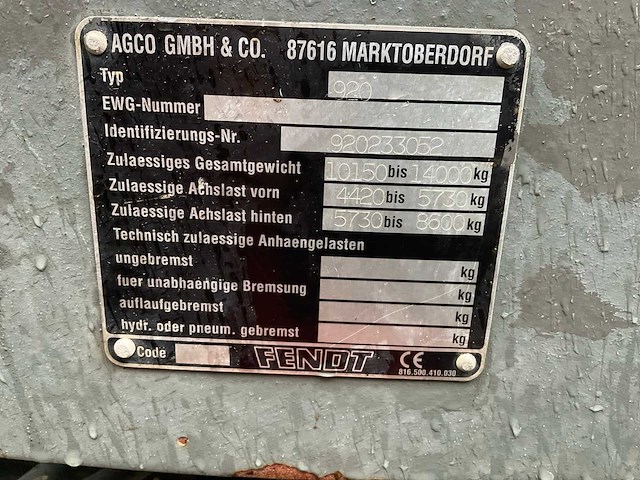 AGCO GMBH & CO. 87616 MARKTOBERDORF
Typ 920
EWG-Nummer
Identifizierungs-Nr. 920233052
Zulaessiges Gesamtgewicht 10150 bis 14000 kg
Zulaessige Achslast vorn 4420 bis 5730 kg
Zulaessige Achslast hinten 5730 bis 8600 kg
Technisch zulaessige Anhaengelasten
ungebremst kg
fuer unabhaengige Bremsung kg
auflaufgebremst kg
hydr. oder pneum. gebremst kg
Code FENDT CE
816.500.410.030